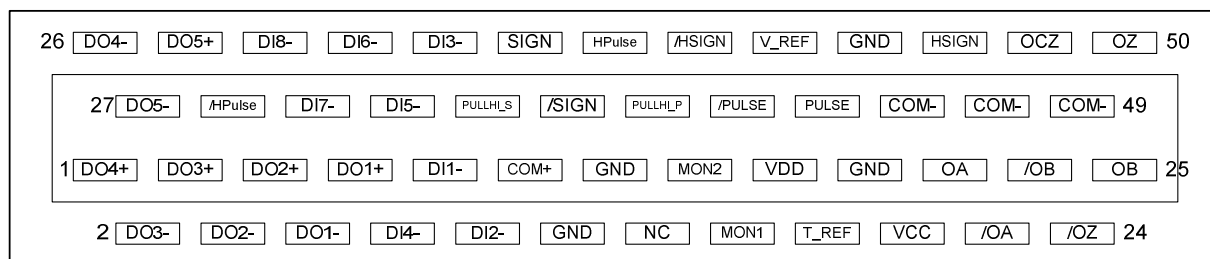 26 DO4- DO5+ DI8- DI6- DI3- SIGN HPulse /HSIGN V_REF GND HSIGN OCZ OZ 50
27 DO5- /HPulse DI7- DI5- PULLHI_S /SIGN PULLHI_P /PULSE PULSE COM- COM- COM- 49
1 DO4+ DO3+ DO2+ DO1+ DI1- COM+ GND MON2 VDD GND OA /OB OB 25
2 DO3- DO2- DO1- DI4- DI2- GND NC MON1 T_REF VCC /OA /OZ 24